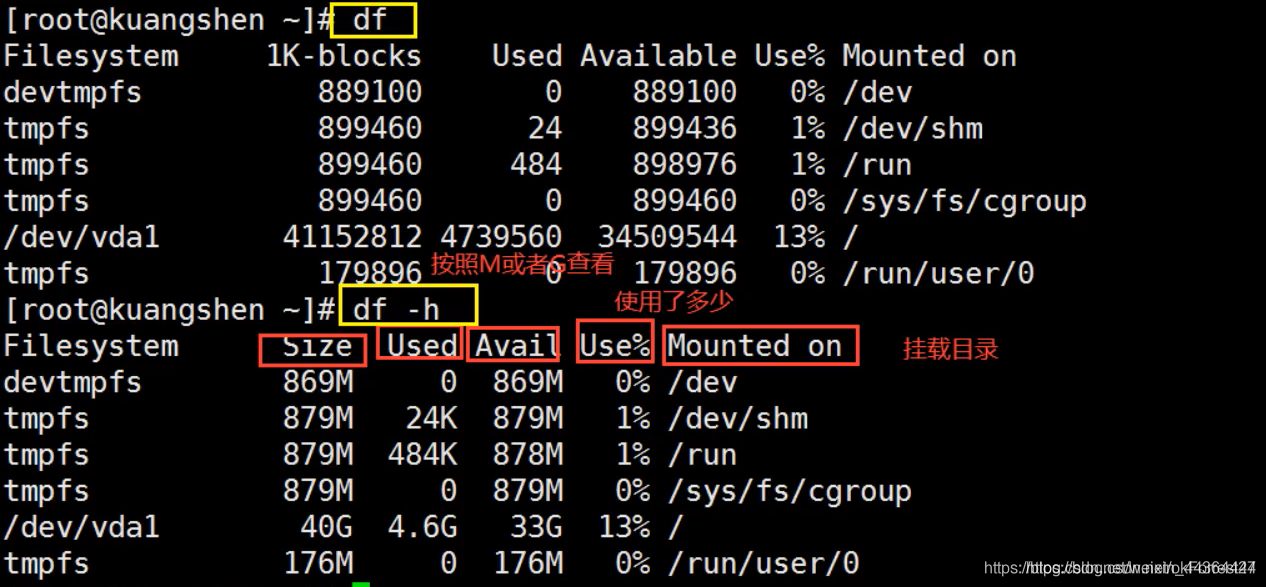 [root@kuangshen ~]# df
Filesystem 1K-blocks Used Available Use% Mounted on
devtmpfs 889100 0 889100 0% /dev
tmpfs 899460 24 899436 1% /dev/shm
tmpfs 899460 484 898976 1% /run
tmpfs 899460 0 899460 0% /sys/fs/cgroup
/dev/vda1 41152812 4739560 34509544 13% /
tmpfs 179896 0 179896 0% /run/user/0
按照M或者G查看
[root@kuangshen ~]# df -h
使用了多少
Filesystem Size Used Avail Use% Mounted on 挂载目录
devtmpfs 869M 0 869M 0% /dev
tmpfs 879M 24K 879M 1% /dev/shm
tmpfs 879M 484K 878M 1% /run
tmpfs 879M 0 879M 0% /sys/fs/cgroup
/dev/vda1 40G 4.6G 33G 13% /
tmpfs 176M 0 176M 0% /run/user/0